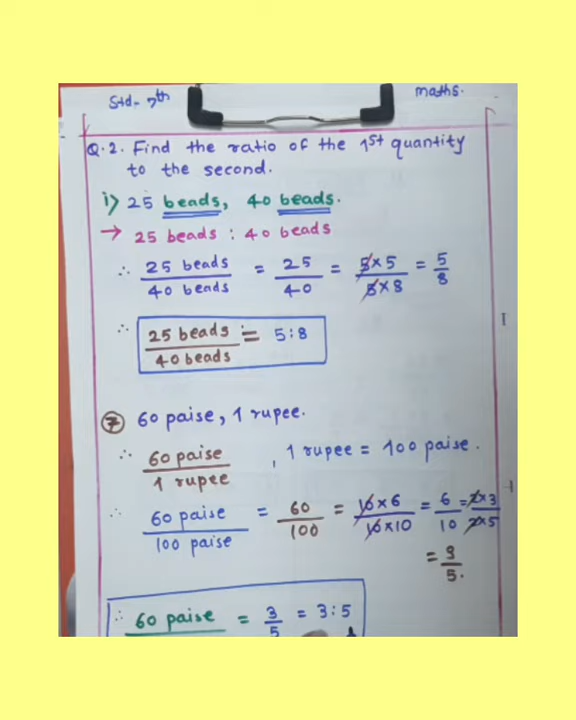 Std- 7th maths.
Q.2. Find the ratio of the 1st quantity
to the second.
i) 25 beads, 40 beads.
→ 25 beads : 40 beads
∴ 25 beads / 40 beads = 25 / 40 = 5×5 / 5×8 = 5 / 8
∴ 25 beads / 40 beads = 5:8
7 60 paise, 1 rupee.
∴ 60 paise / 1 rupee , 1 rupee = 100 paise.
∴ 60 paise / 100 paise = 60 / 100 = 10×6 / 10×10 = 6 / 10 = 2×3 / 2×5
= 3 / 5.
∴ 60 paise = 3 / 5 = 3:5